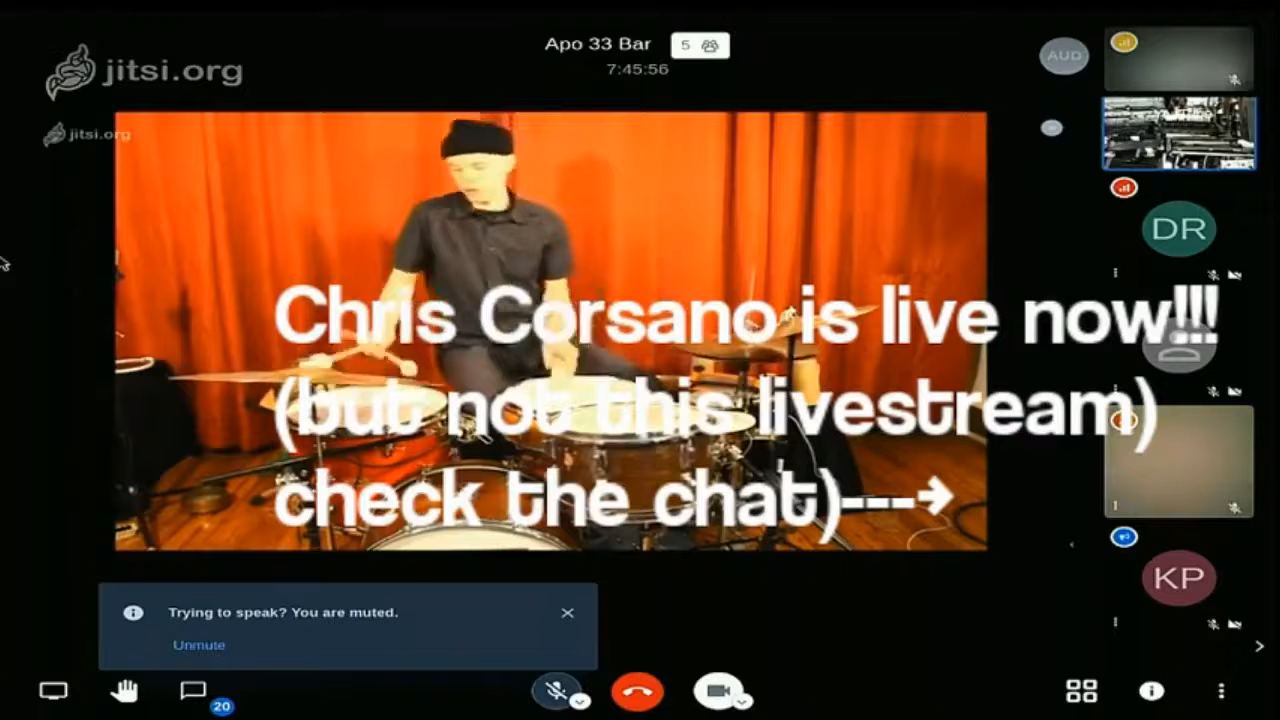 jitsi.org
Apo 33 Bar
5
7:45:56
AUD
jitsi.org
DR
Chris Corsano is live now!!!
(but not this livestream)
check the chat)--->
KP
Trying to speak? You are muted.
Unmute
20